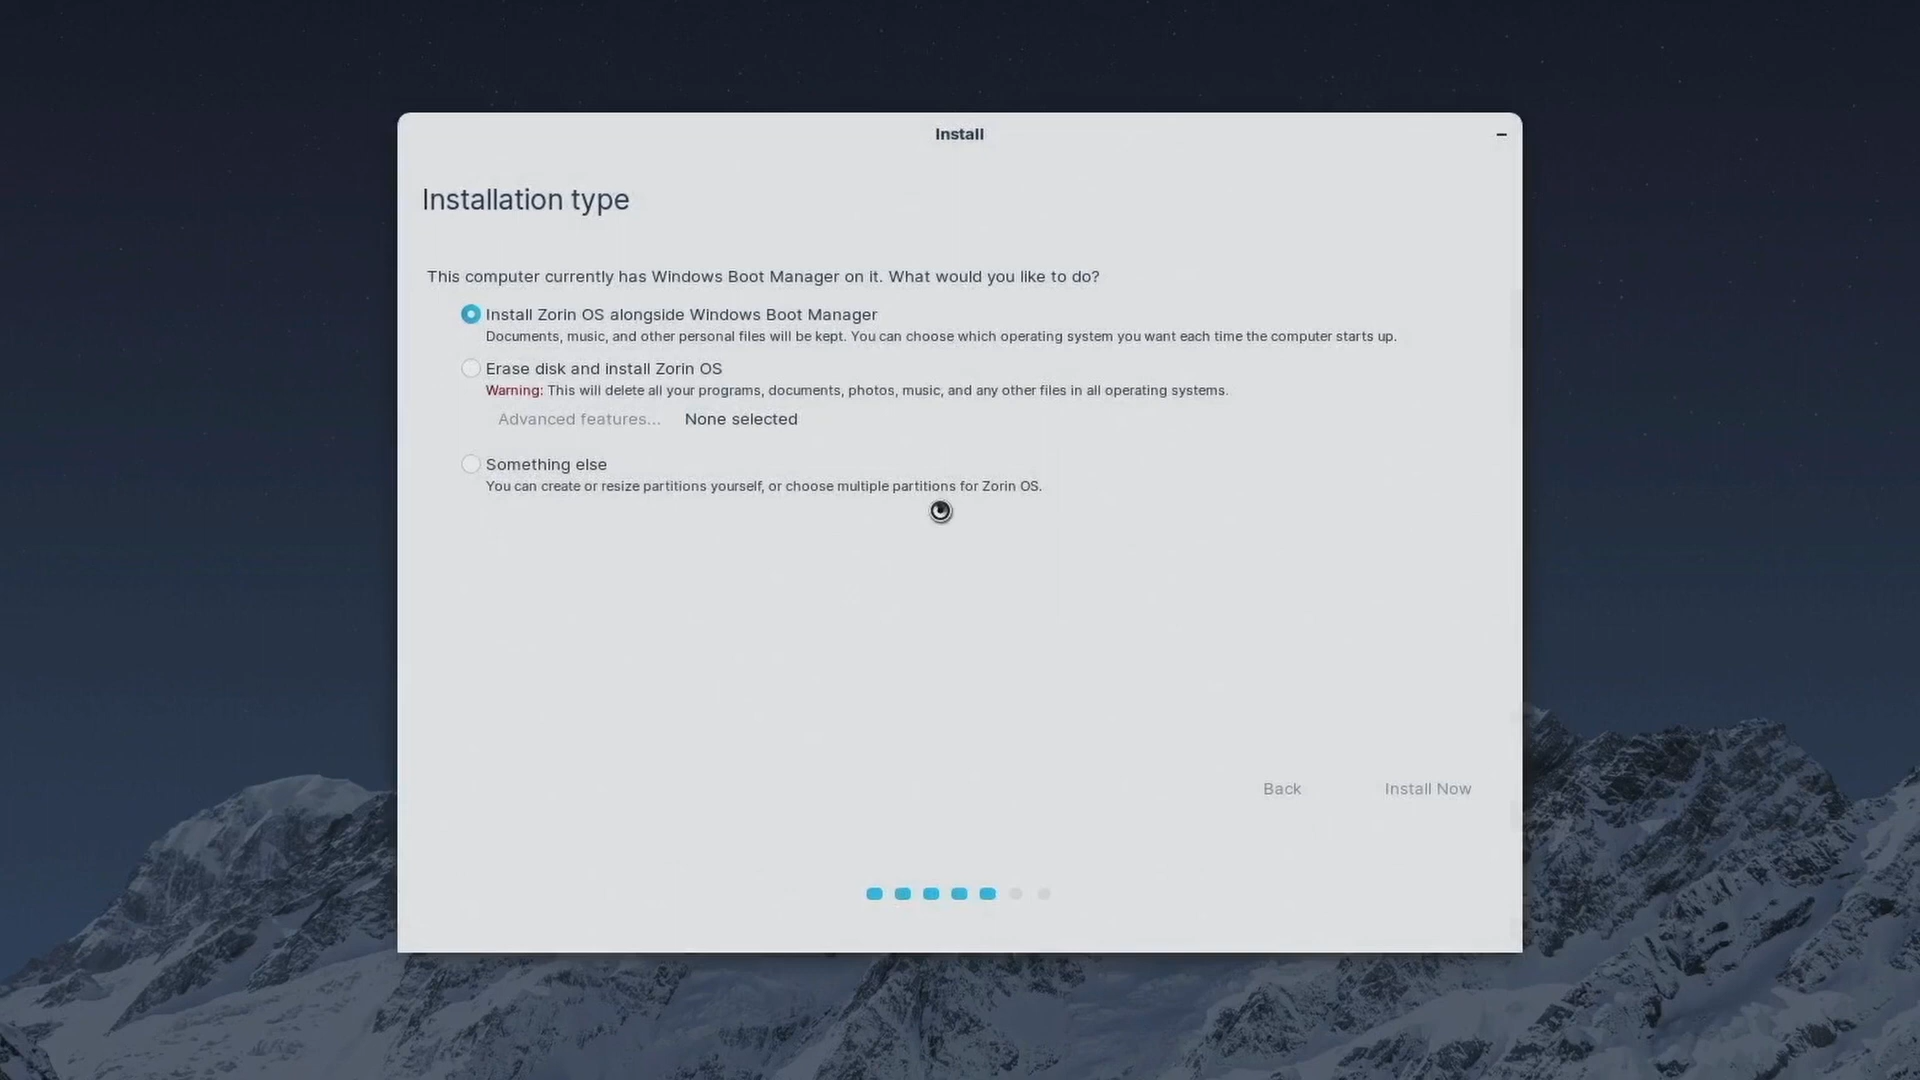 Install
Installation type
This computer currently has Windows Boot Manager on it. What would you like to do?
Install Zorin OS alongside Windows Boot Manager
Documents, music, and other personal files will be kept. You can choose which operating system you want each time the computer starts up.
Erase disk and install Zorin OS
Warning: This will delete all your programs, documents, photos, music, and any other files in all operating systems.
Advanced features... None selected
Something else
You can create or resize partitions yourself, or choose multiple partitions for Zorin OS.
Back Install Now